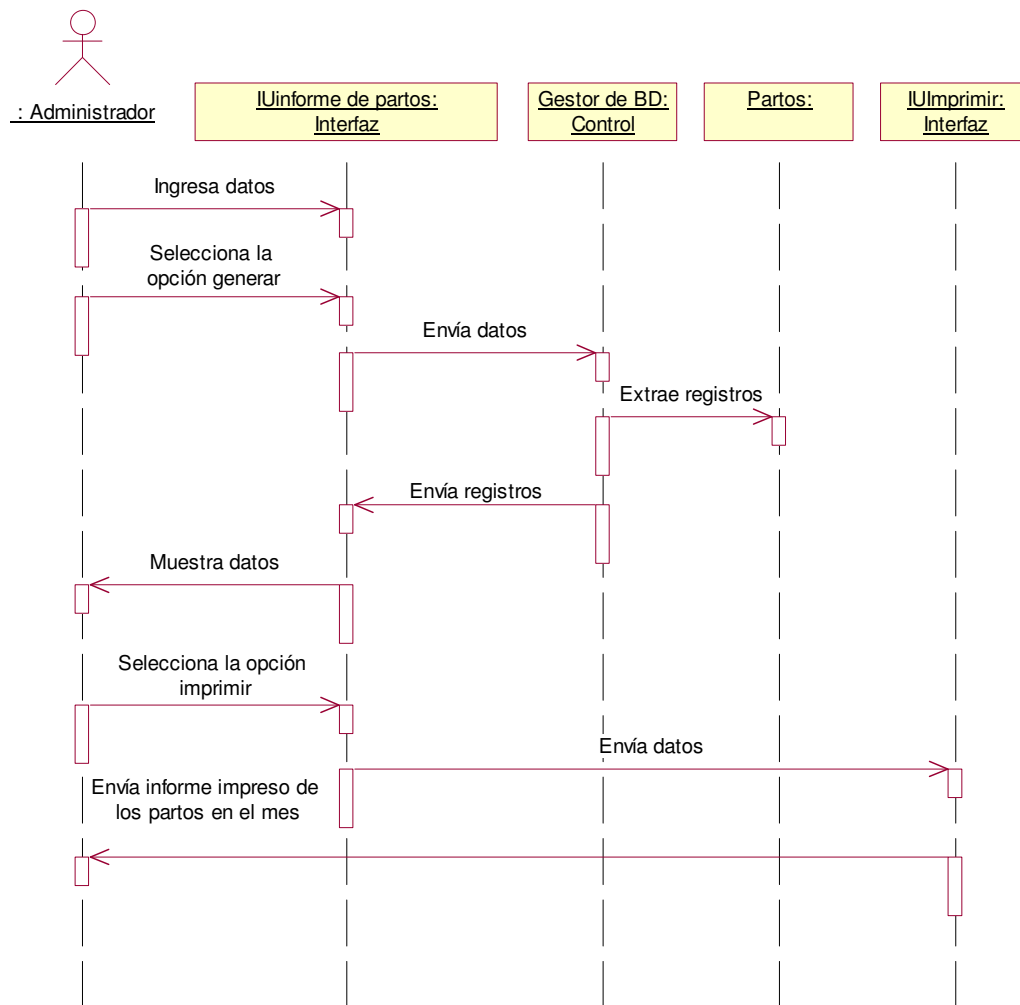 : Administrador
IUinforme de partos:
Interfaz
Gestor de BD:
Control
Partos:
IUImprimir:
Interfaz
Ingresa datos
Selecciona la
opción generar
Envía datos
Extrae registros
Envía registros
Muestra datos
Selecciona la opción
imprimir
Envía datos
Envía informe impreso de
los partos en el mes